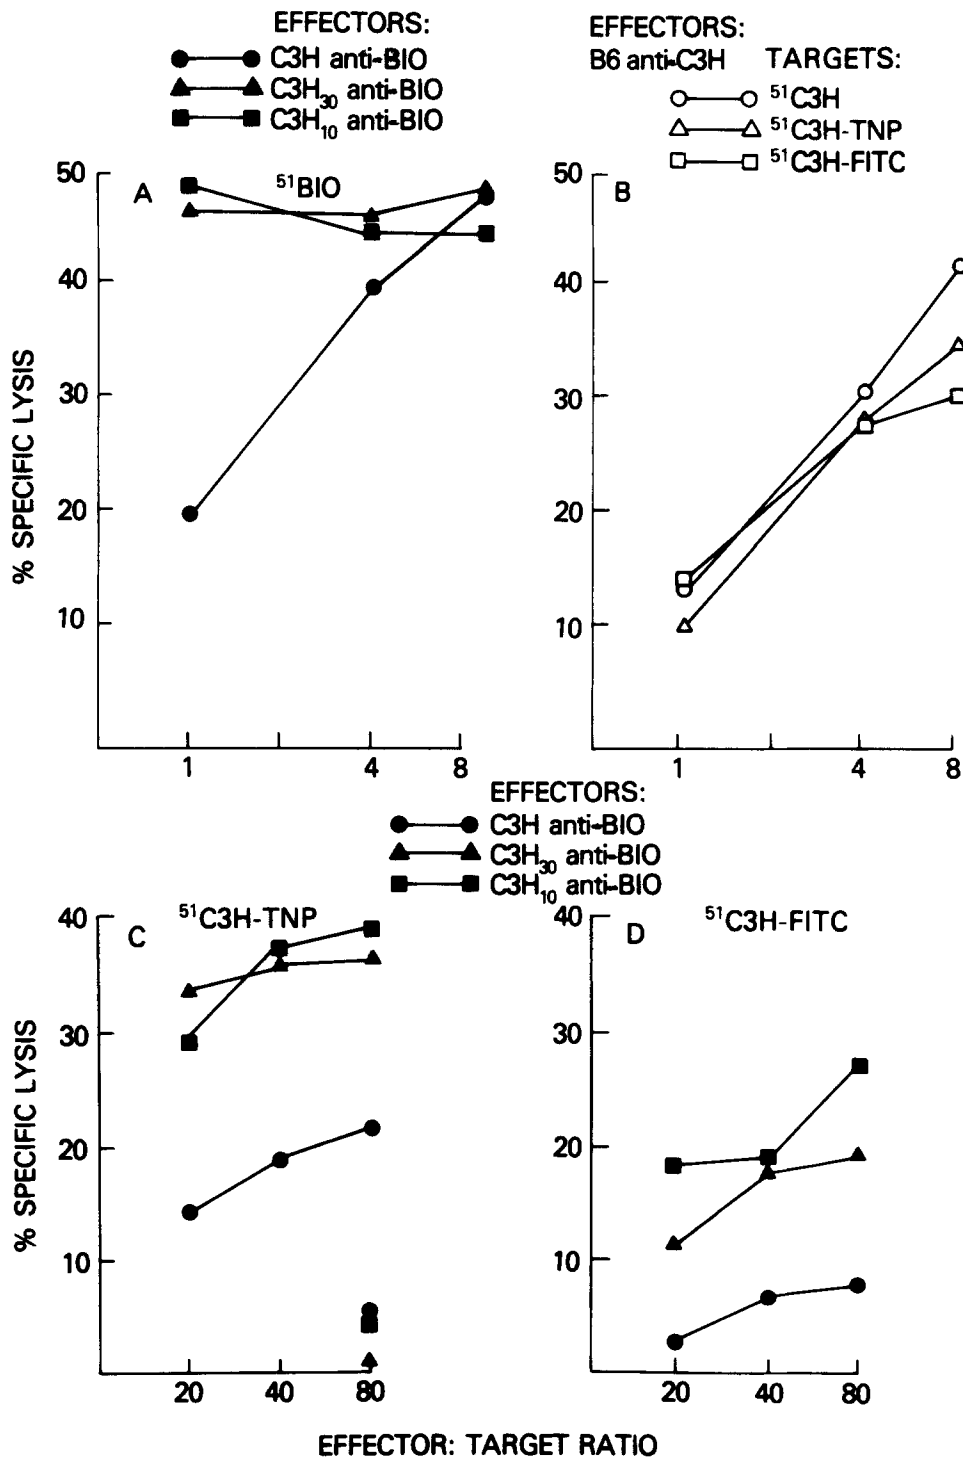 EFFECTORS:
C3H anti-BIO
C3H30 anti-BIO
C3H10 anti-BIO
EFFECTORS:
B6 anti-C3H TARGETS:
51C3H
51C3H-TNP
51C3H-FITC
A 51BIO
50
40
30
20
10
1 4 8
% SPECIFIC LYSIS
B
50
40
30
20
10
1 4 8
EFFECTORS:
C3H anti-BIO
C3H30 anti-BIO
C3H10 anti-BIO
C 51C3H-TNP
40
30
20
10
20 40 80
% SPECIFIC LYSIS
D 51C3H-FITC
40
30
20
10
20 40 80
EFFECTOR: TARGET RATIO